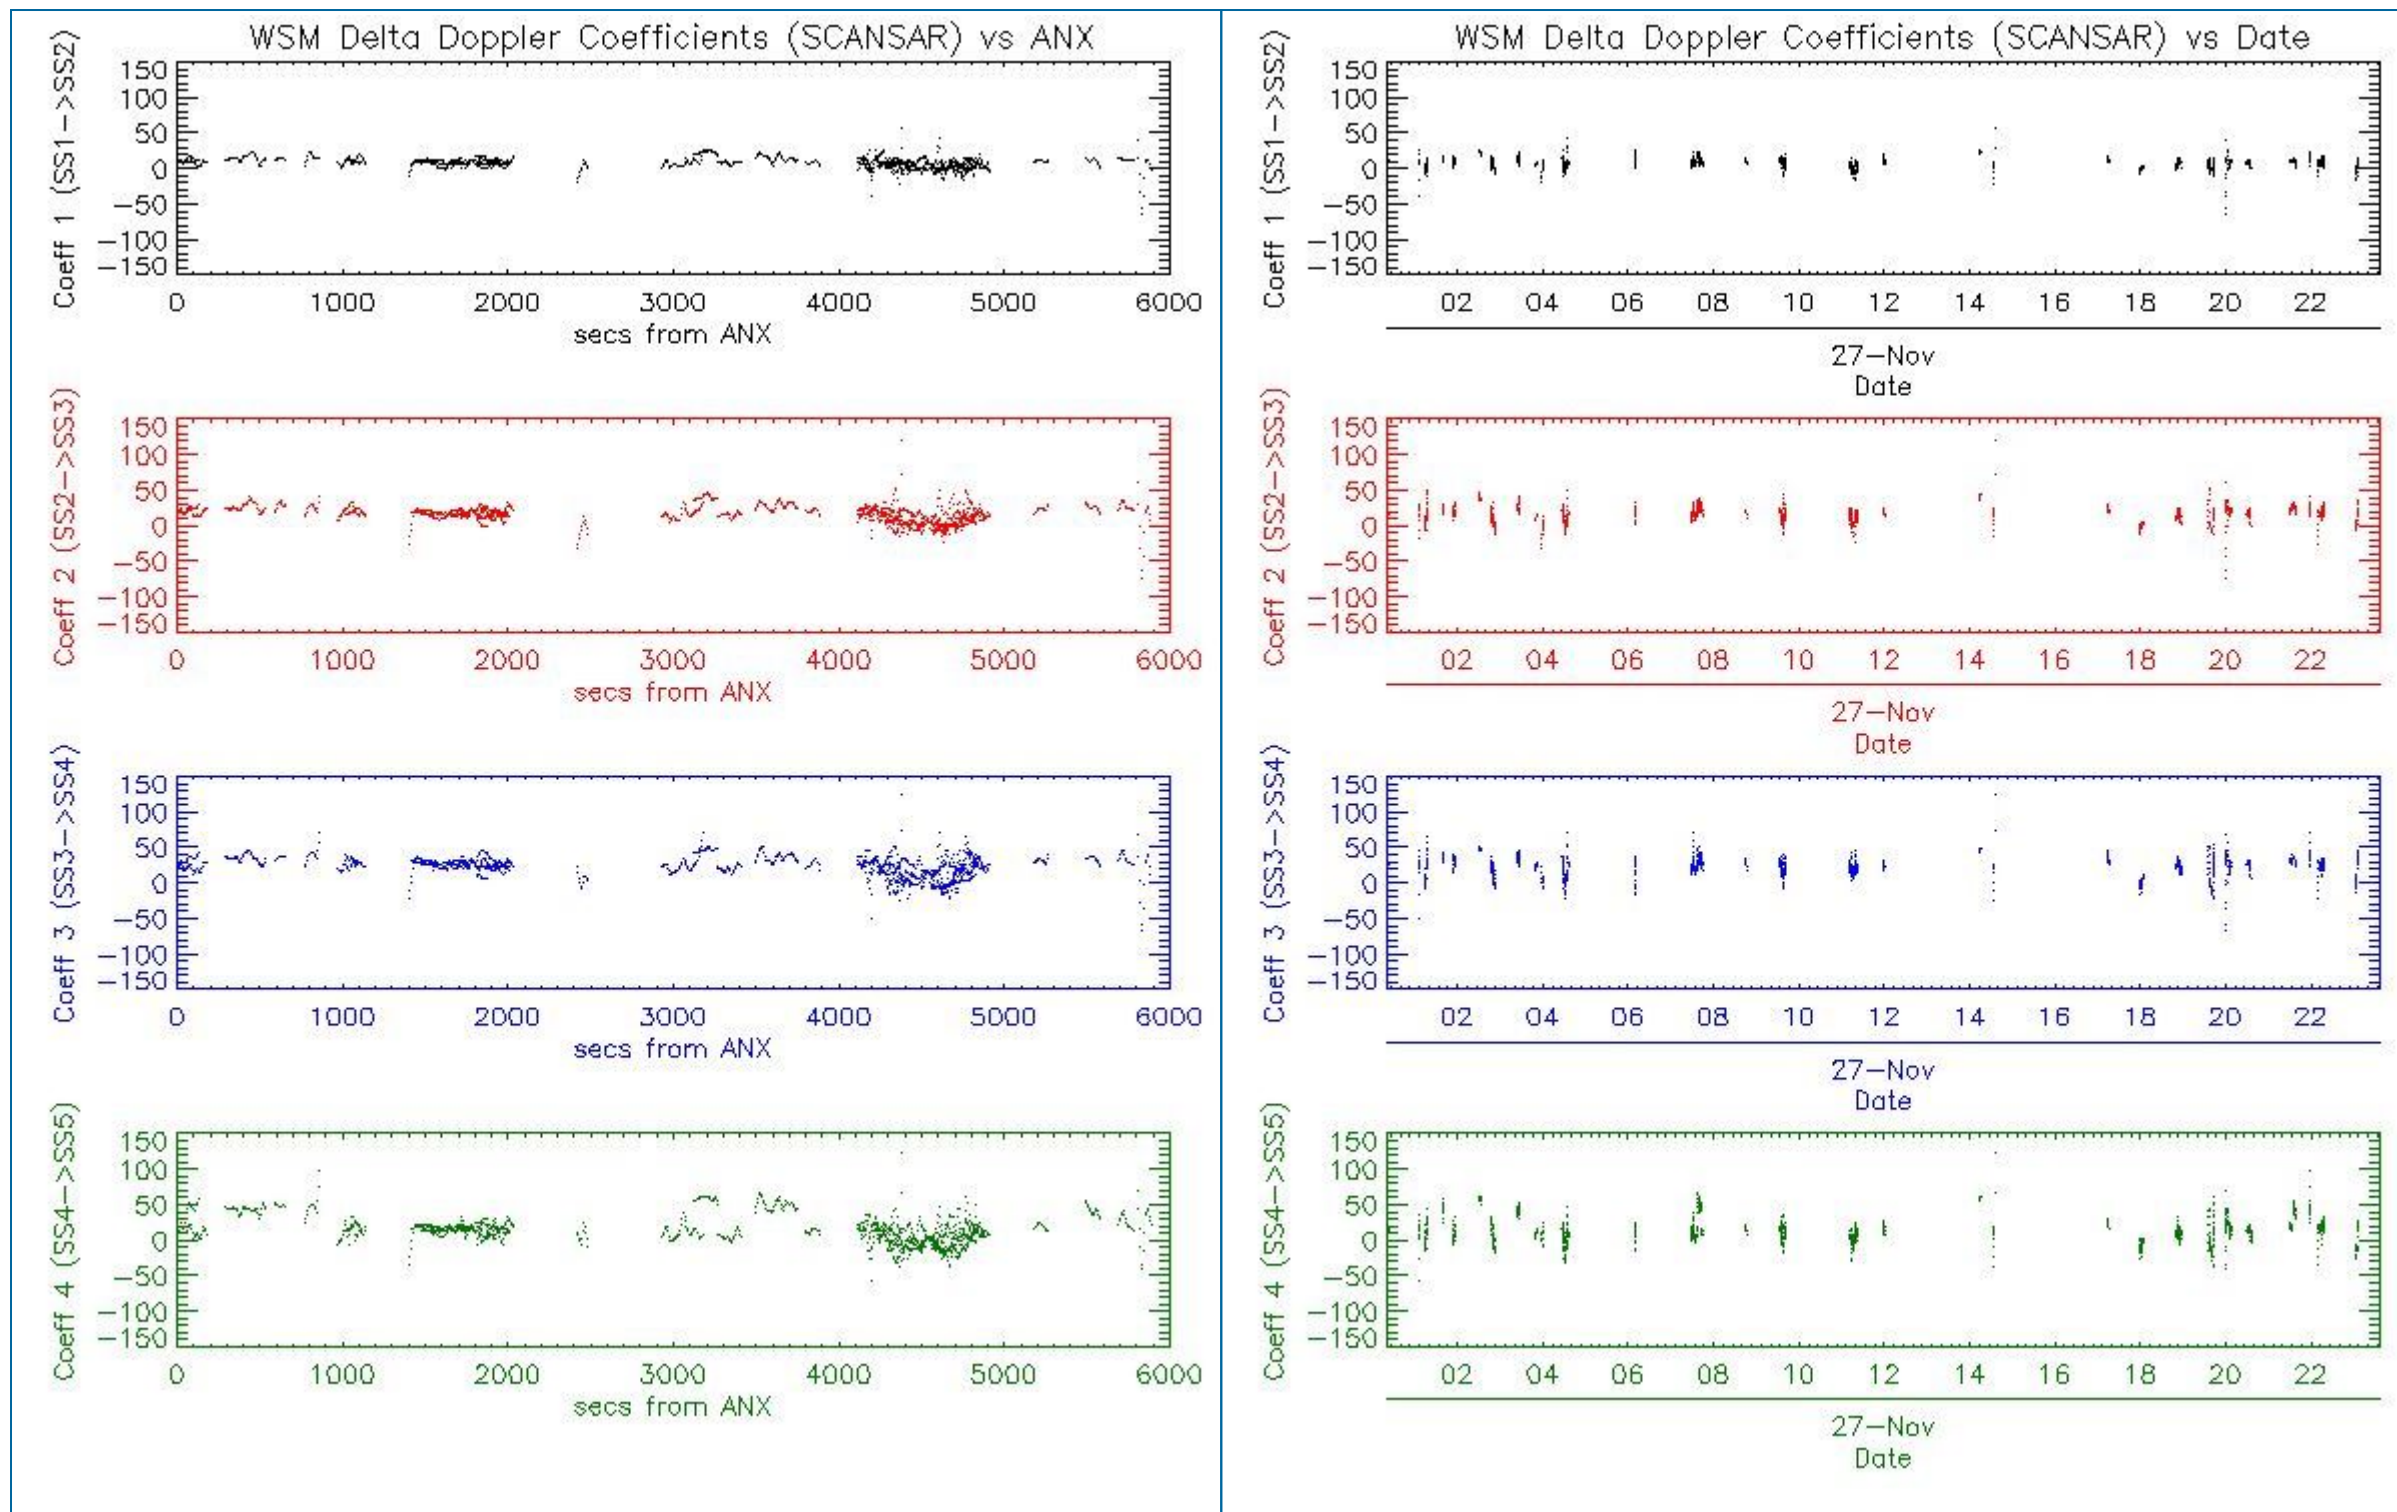 WSM Delta Doppler Coefficients (SCANSAR) vs ANX
Coeff 1 (SS1->SS2)
150
100
50
0
-50
-100
-150
0 1000 2000 3000 4000 5000 6000
secs from ANX
Coeff 2 (SS2->SS3)
150
100
50
0
-50
-100
-150
0 1000 2000 3000 4000 5000 6000
secs from ANX
Coeff 3 (SS3->SS4)
150
100
50
0
-50
-100
-150
0 1000 2000 3000 4000 5000 6000
secs from ANX
Coeff 4 (SS4->SS5)
150
100
50
0
-50
-100
-150
0 1000 2000 3000 4000 5000 6000
secs from ANX
WSM Delta Doppler Coefficients (SCANSAR) vs Date
Coeff 1 (SS1->SS2)
150
100
50
0
-50
-100
-150
02 04 06 08 10 12 14 16 18 20 22
27-Nov
Date
Coeff 2 (SS2->SS3)
150
100
50
0
-50
-100
-150
02 04 06 08 10 12 14 16 18 20 22
27-Nov
Date
Coeff 3 (SS3->SS4)
150
100
50
0
-50
-100
-150
02 04 06 08 10 12 14 16 18 20 22
27-Nov
Date
Coeff 4 (SS4->SS5)
150
100
50
0
-50
-100
-150
02 04 06 08 10 12 14 16 18 20 22
27-Nov
Date